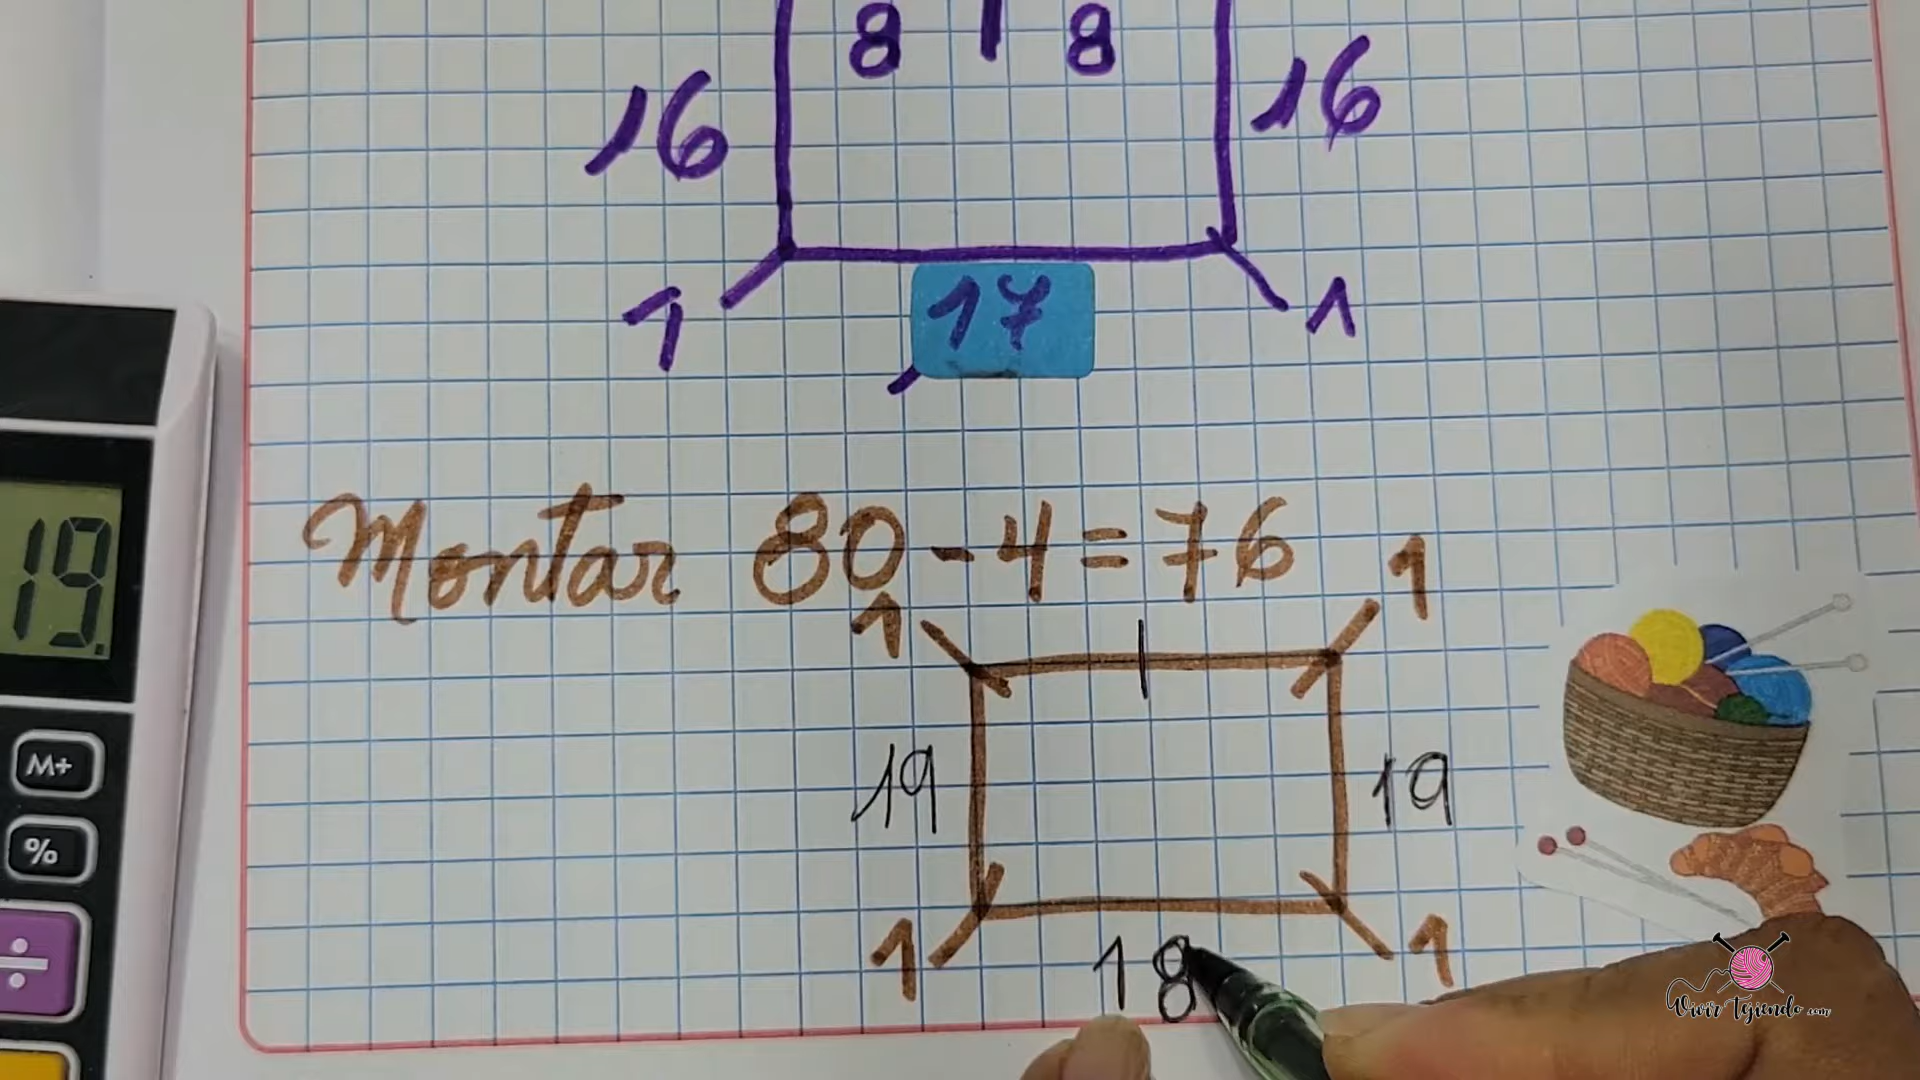 8 8
16 16
1 17 1
Montar 80-4=76
1 1
19.
19 19
M+
%
÷
1 18 1
Vivir Tejiendo.com